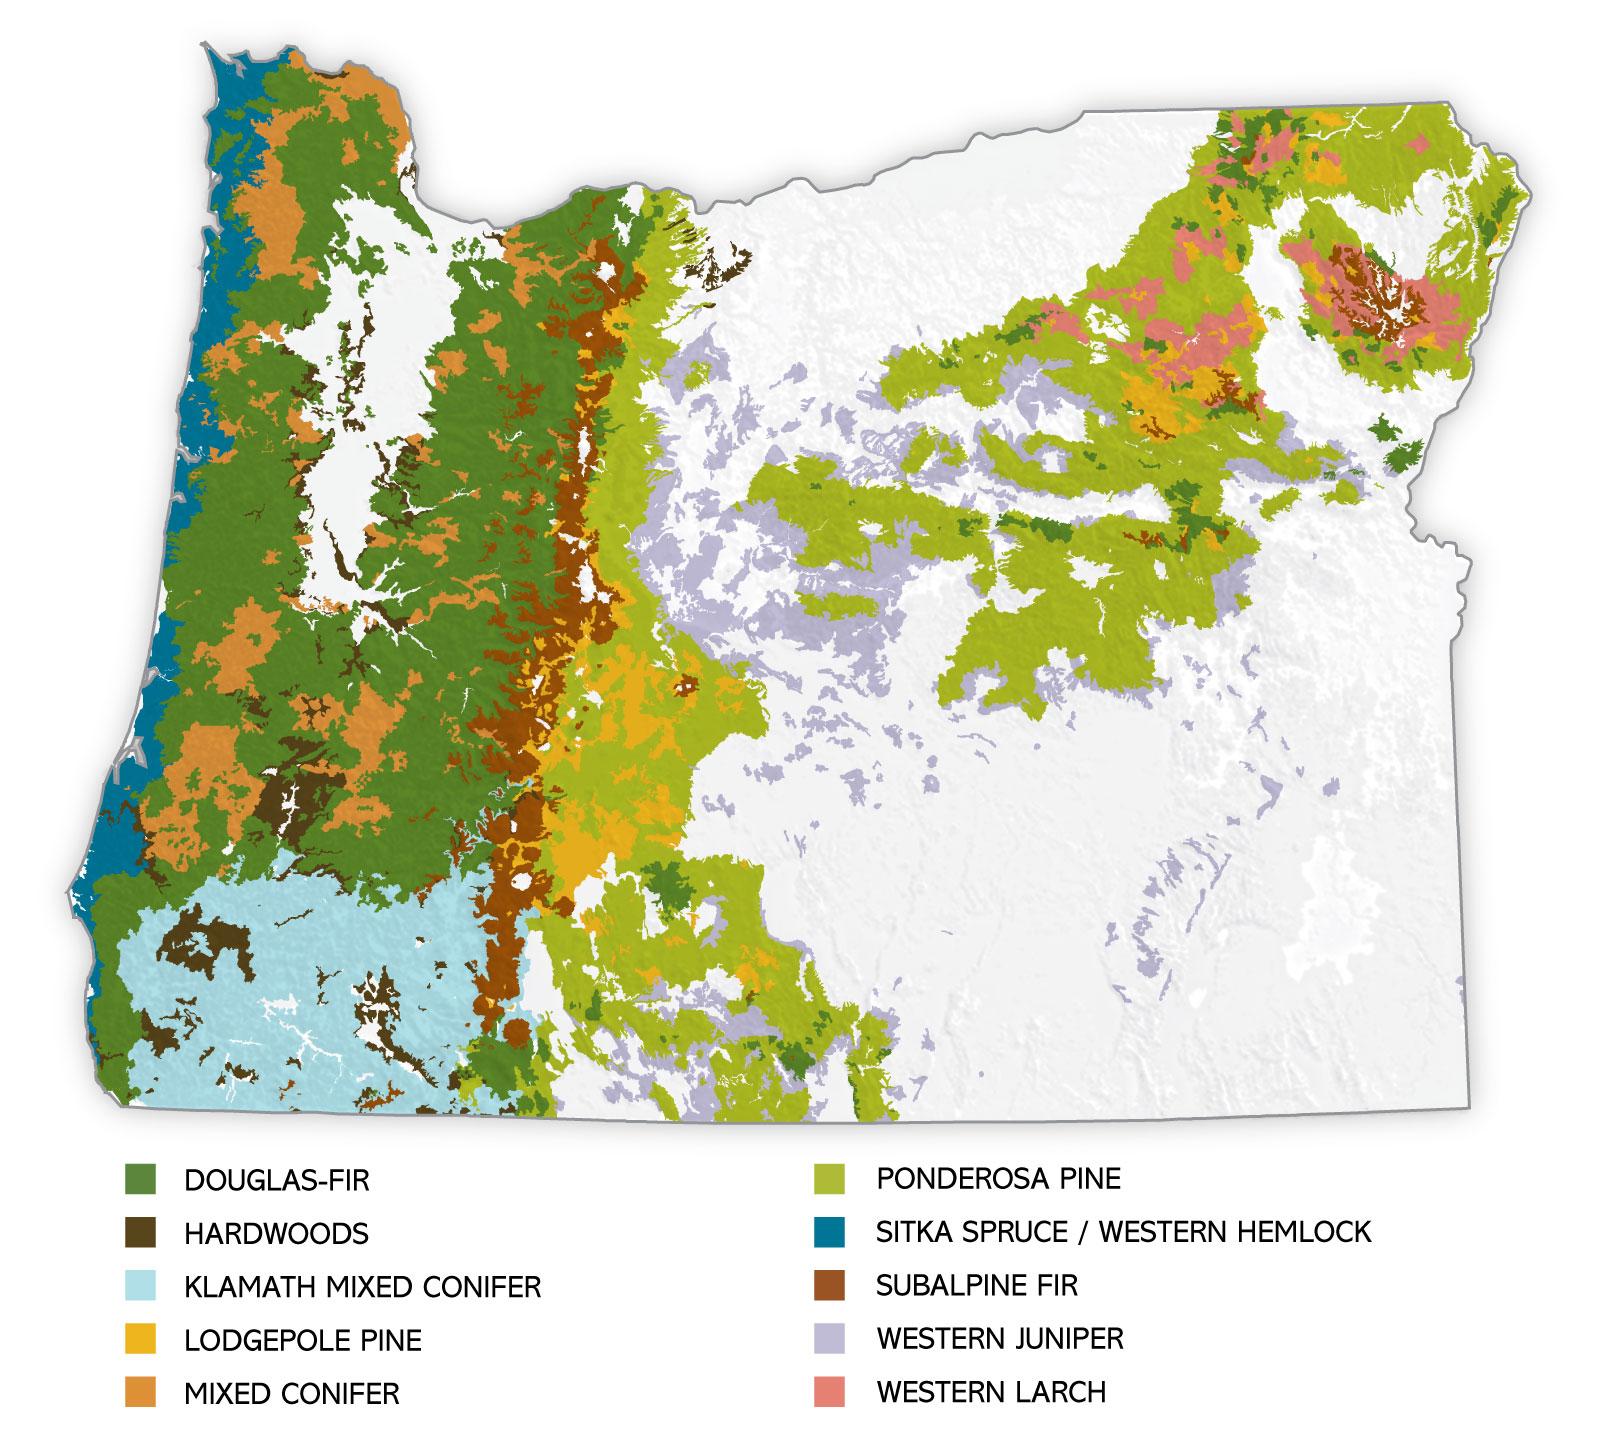 DOUGLAS-FIR
HARDWOODS
KLAMATH MIXED CONIFER
LODGEPOLE PINE
MIXED CONIFER
PONDEROSA PINE
SITKA SPRUCE / WESTERN HEMLOCK
SUBALPINE FIR
WESTERN JUNIPER
WESTERN LARCH